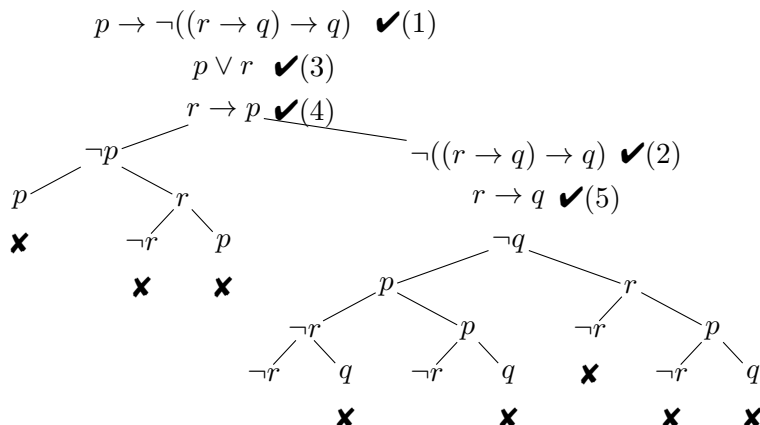 p → ¬((r → q) → q) ✔(1)
p ∨ r ✔(3)
r → p ✔(4)
¬p ¬((r → q) → q) ✔(2)
p r r → q ✔(5)
✘ ¬r p ¬q
✘ ✘ p r
¬r p ¬r p
¬r q ¬r q ✘ ¬r q
✘ ✘ ✘ ✘